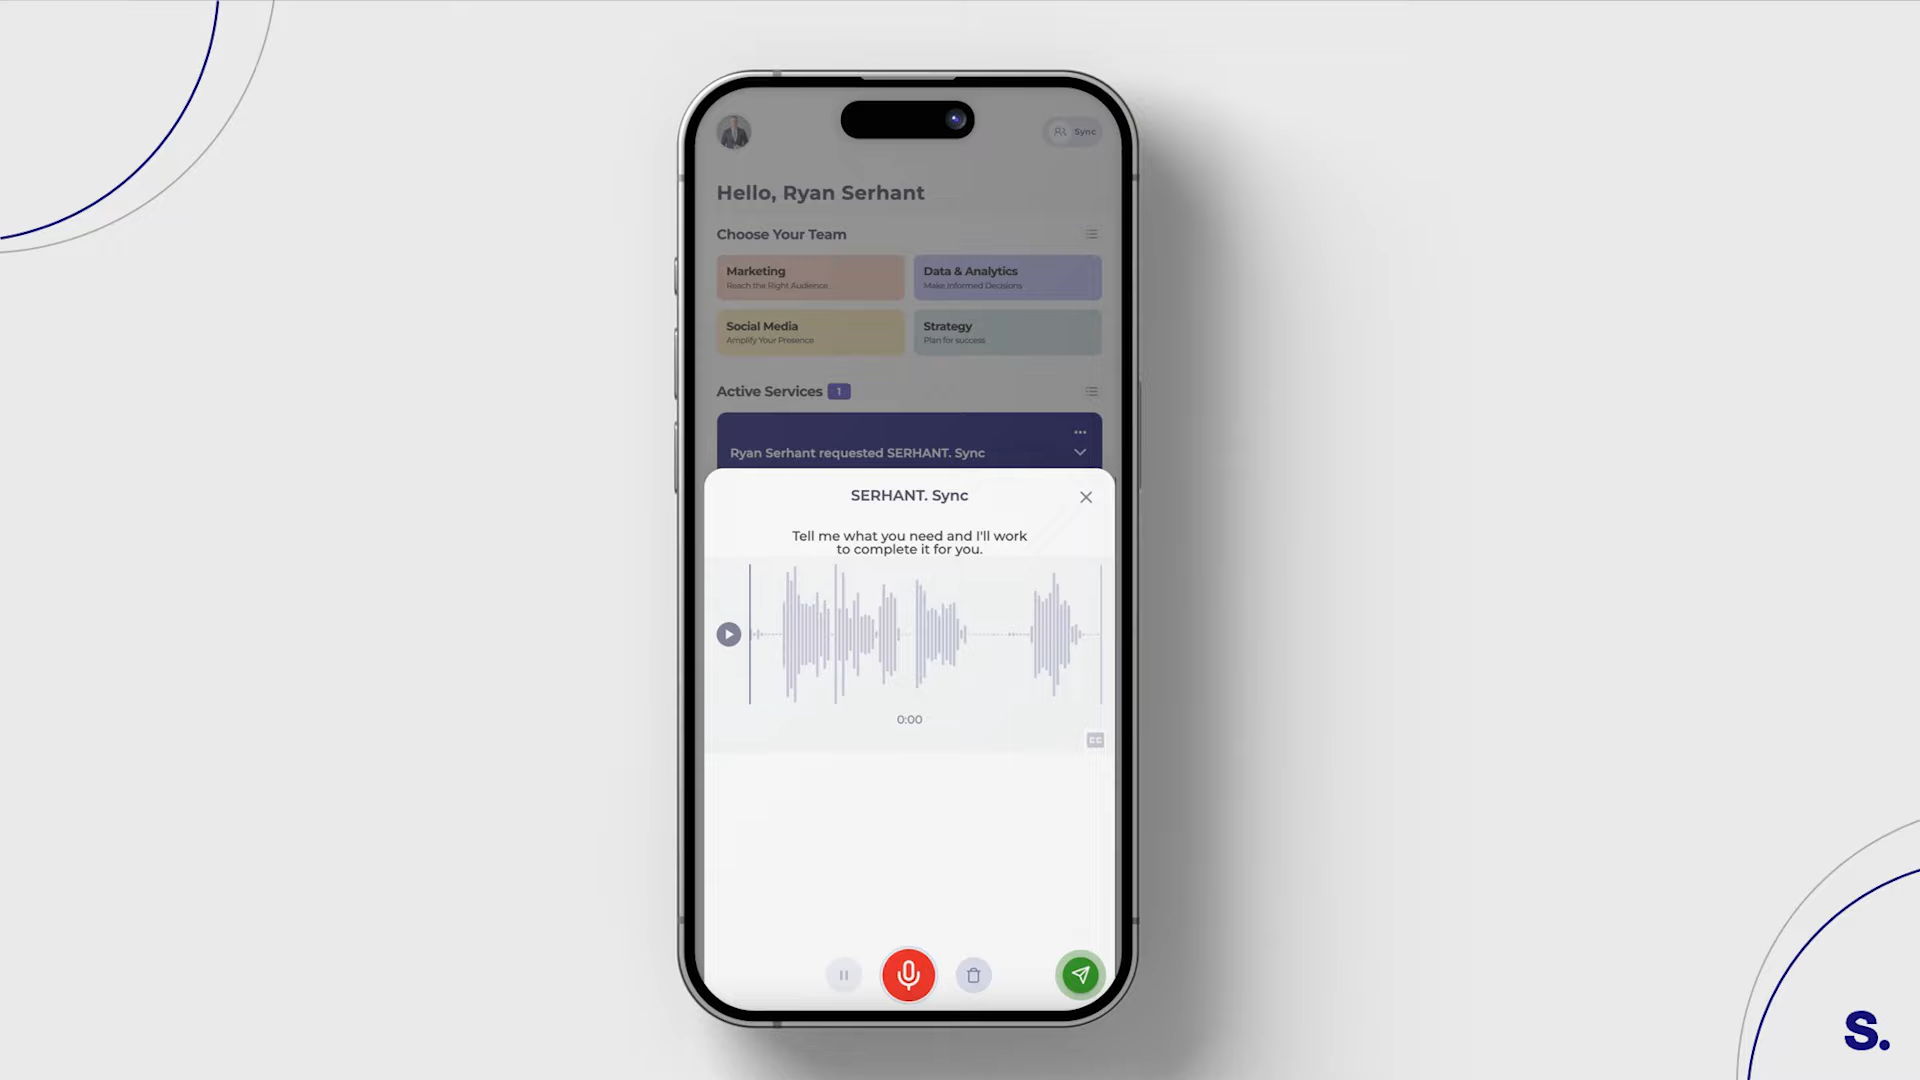 Sync
Hello, Ryan Serhant
Choose Your Team
Marketing
Reach the Right Audience
Data & Analytics
Make Informed Decisions
Social Media
Amplify Your Presence
Strategy
Plan for success
Active Services 1
Ryan Serhant requested SERHANT. Sync
SERHANT. Sync
Tell me what you need and I'll work
to complete it for you.
0:00
CC
S.